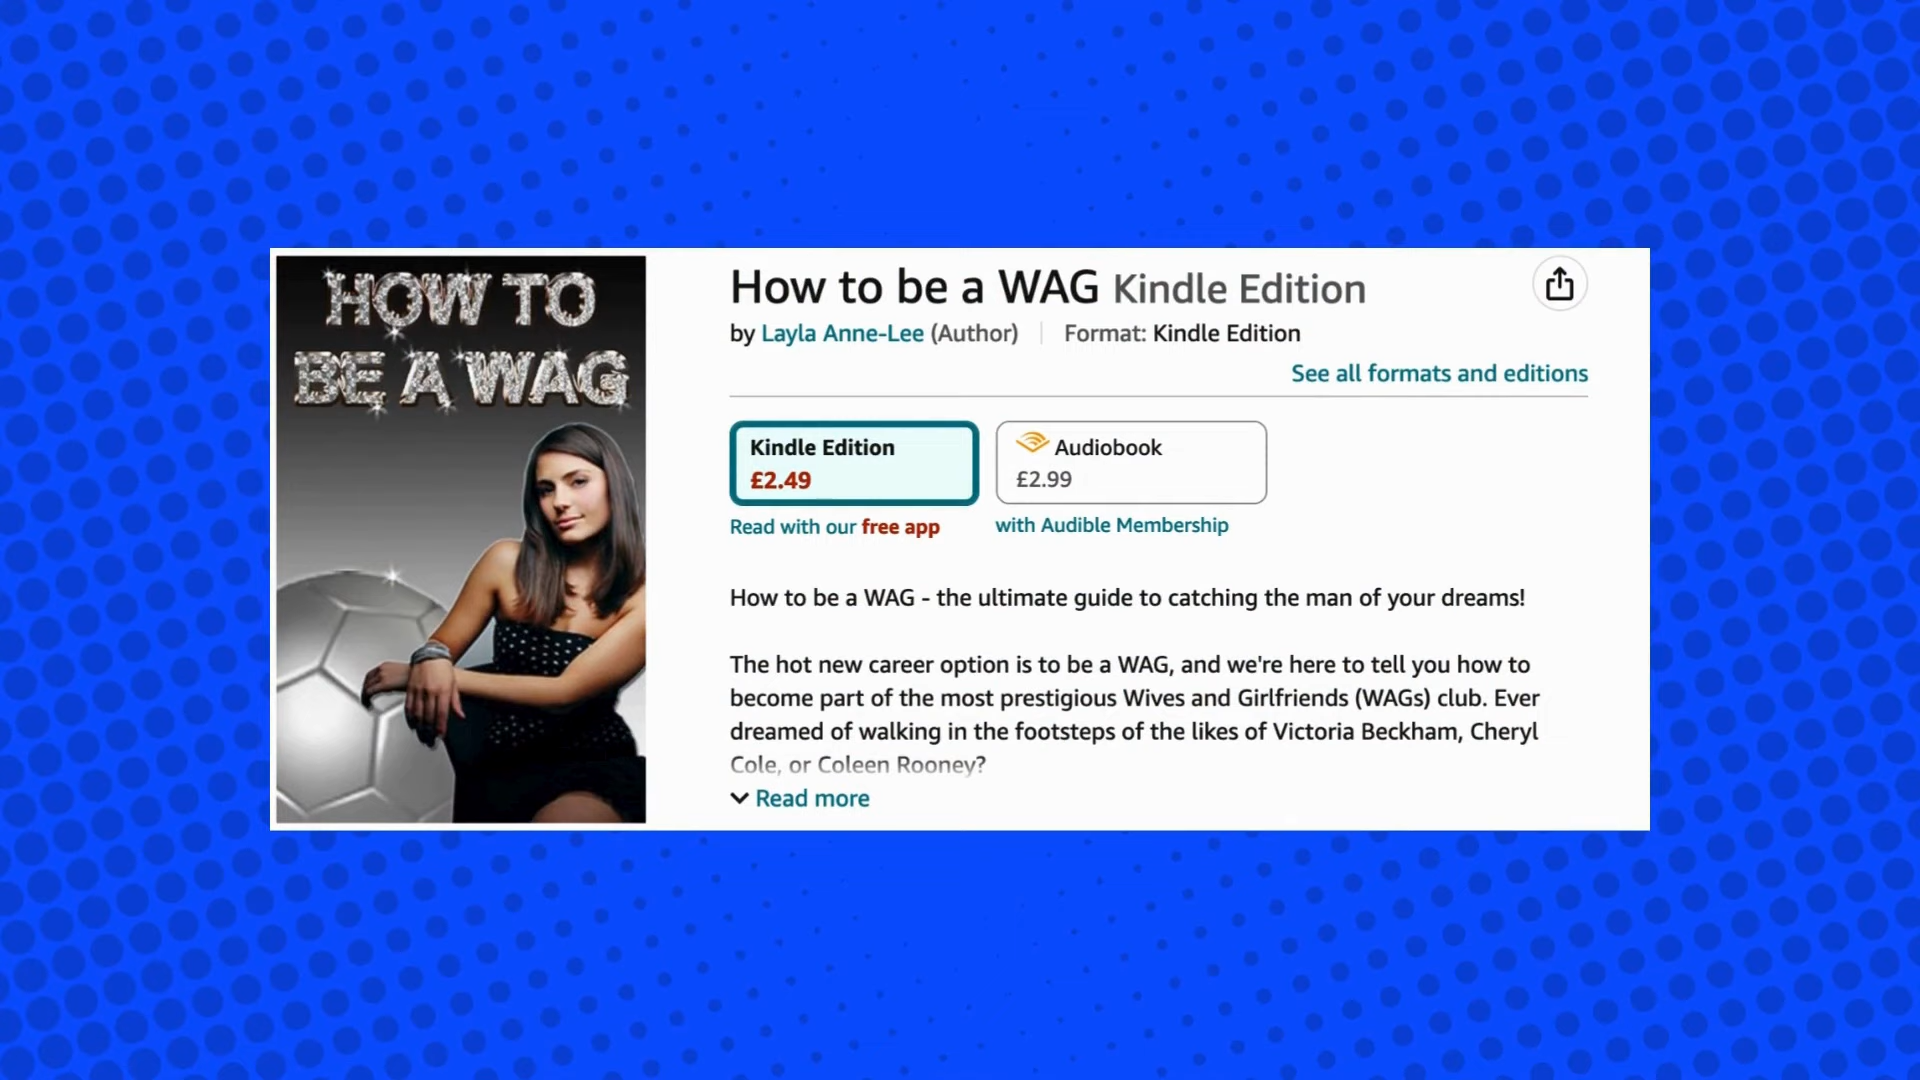 HOW TO
BE A WAG
How to be a WAG Kindle Edition
by Layla Anne-Lee (Author) Format: Kindle Edition
See all formats and editions
Kindle Edition
£2.49
Read with our free app
Audiobook
£2.99
with Audible Membership
How to be a WAG - the ultimate guide to catching the man of your dreams!
The hot new career option is to be a WAG, and we're here to tell you how to
become part of the most prestigious Wives and Girlfriends (WAGs) club. Ever
dreamed of walking in the footsteps of the likes of Victoria Beckham, Cheryl
Cole, or Coleen Rooney?
Read more